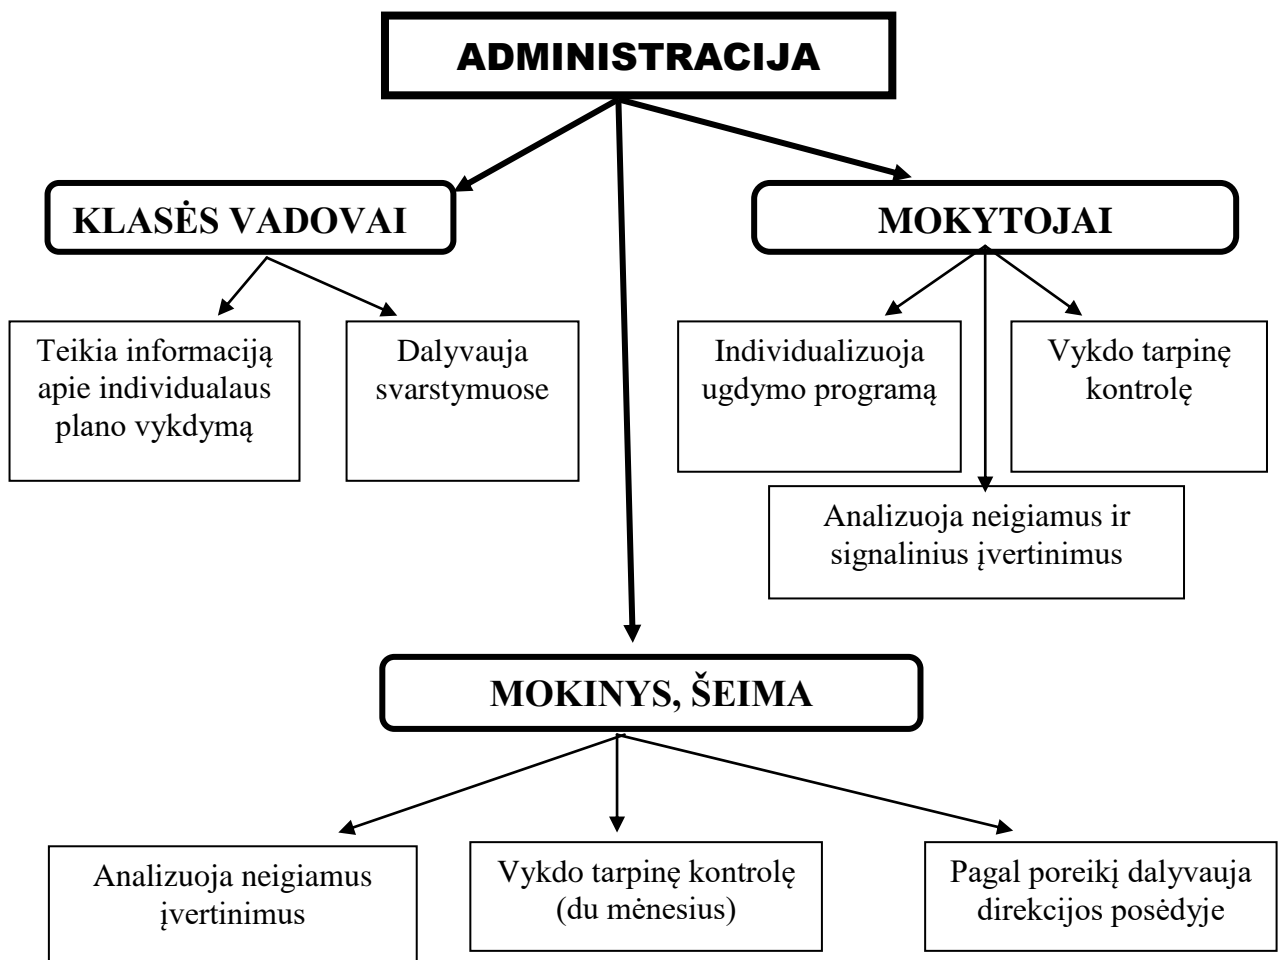 ADMINISTRACIJA
KLASĖS VADOVAI
MOKYTOJAI
Teikia informaciją
apie individualaus
plano vykdymą
Dalyvauja
svarstymuose
Individualizuoja
ugdymo programą
Vykdo tarpinę
kontrolę
Analizuoja neigiamus ir
signalinius įvertinimus
MOKINYS, ŠEIMA
Analizuoja neigiamus
įvertinimus
Vykdo tarpinę kontrolę
(du mėnesius)
Pagal poreikį dalyvauja
direkcijos posėdyje